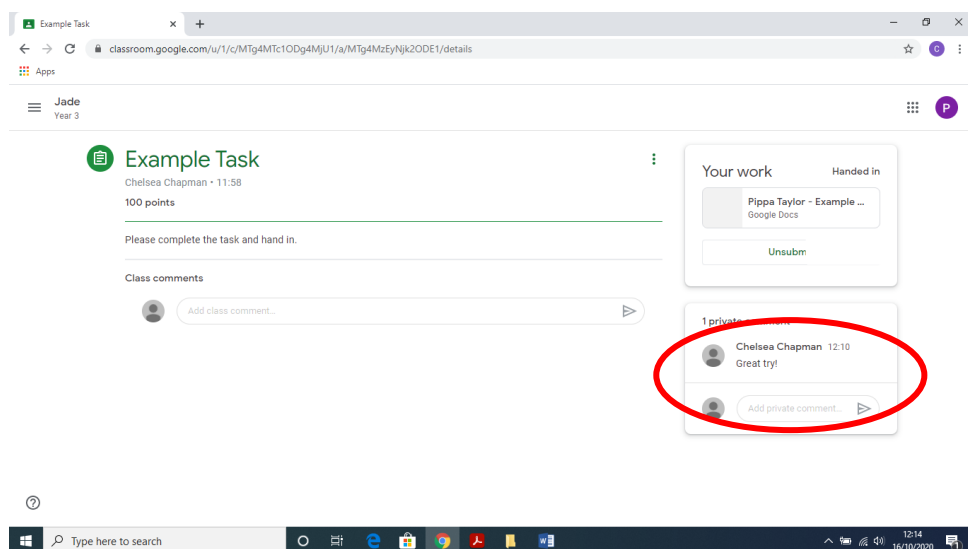 Example Task
classroom.google.com/u/1/c/MTg4MTc1ODg4MjU1/a/MTg4MzEyNjk2ODE1/details
C
Apps
Jade
Year 3
P
Example Task
Chelsea Chapman • 11:58
100 points
Please complete the task and hand in.
Class comments
Add class comment...
Your work Handed in
Pippa Taylor - Example ...
Google Docs
Unsubm
1 private comment
Chelsea Chapman 12:10
Great try!
Add private comment...
Type here to search
12:14
16/10/2020